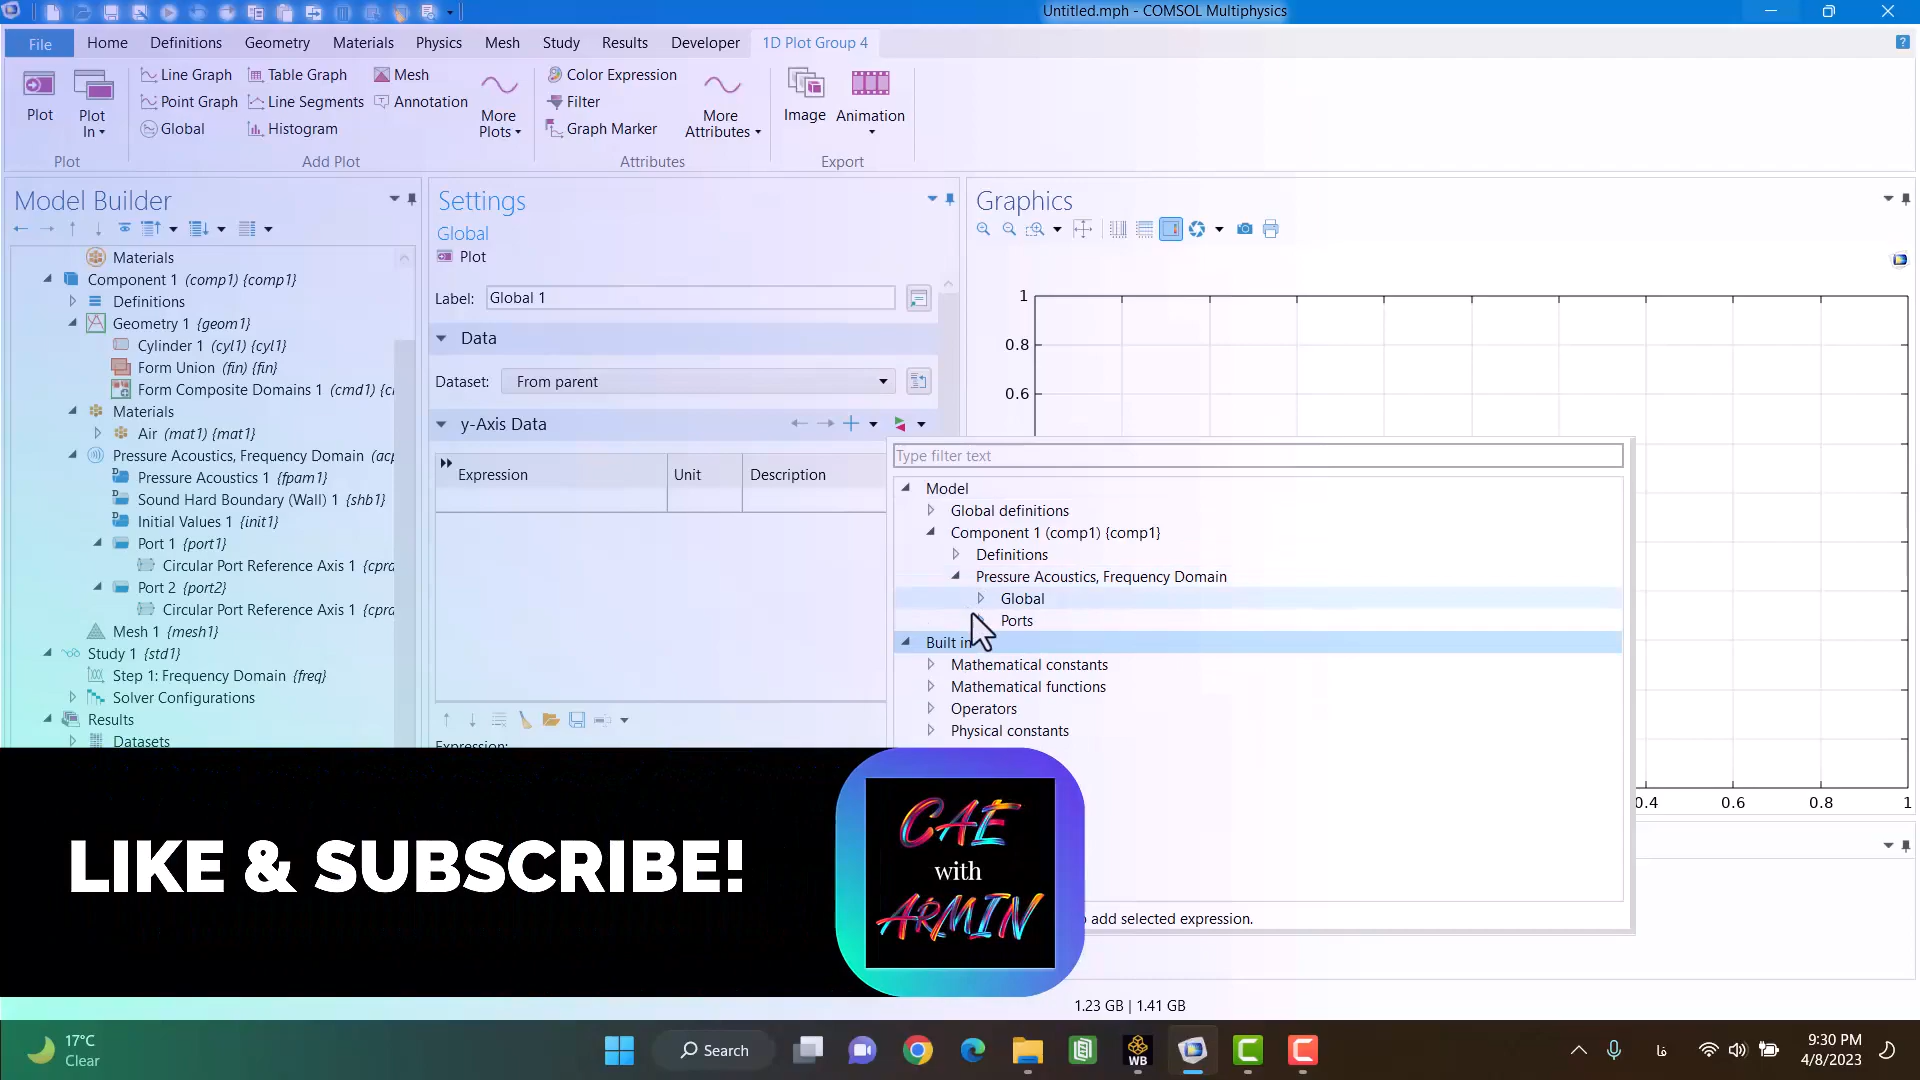 Untitled.mph - COMSOL Multiphysics
File
Home
Definitions
Geometry
Materials
Physics
Mesh
Study
Results
Developer
1D Plot Group 4
Plot
Plot In
Line Graph
Point Graph
Global
Table Graph
Line Segments
Histogram
Mesh
Annotation
More Plots
Color Expression
Filter
Graph Marker
More Attributes
Image
Animation
Plot
Add Plot
Attributes
Export
Model Builder
Materials
Component 1 (comp1) {comp1}
Definitions
Geometry 1 {geom1}
Cylinder 1 (cyl1) {cyl1}
Form Union (fin) {fin}
Form Composite Domains 1 (cmd1) {c
Materials
Air (mat1) {mat1}
Pressure Acoustics, Frequency Domain (acp
Pressure Acoustics 1 {fpam1}
Sound Hard Boundary (Wall) 1 {shb1}
Initial Values 1 {init1}
Port 1 {port1}
Circular Port Reference Axis 1 {cpra
Port 2 {port2}
Circular Port Reference Axis 1 {cpra
Mesh 1 {mesh1}
Study 1 {std1}
Step 1: Frequency Domain {freq}
Solver Configurations
Results
Datasets
Settings
Global
Plot
Label: Global 1
Data
Dataset: From parent
y-Axis Data
Expression Unit Description
Expression:
Graphics
1
0.8
0.6
0.4 0.6 0.8 1
Type filter text
Model
Global definitions
Component 1 (comp1) {comp1}
Definitions
Pressure Acoustics, Frequency Domain
Global
Ports
Built in
Mathematical constants
Mathematical functions
Operators
Physical constants
add selected expression.
LIKE & SUBSCRIBE!
CAE
with
ARMIN
1.23 GB | 1.41 GB
17°C
Clear
Search
WB
فا
9:30 PM
4/8/2023